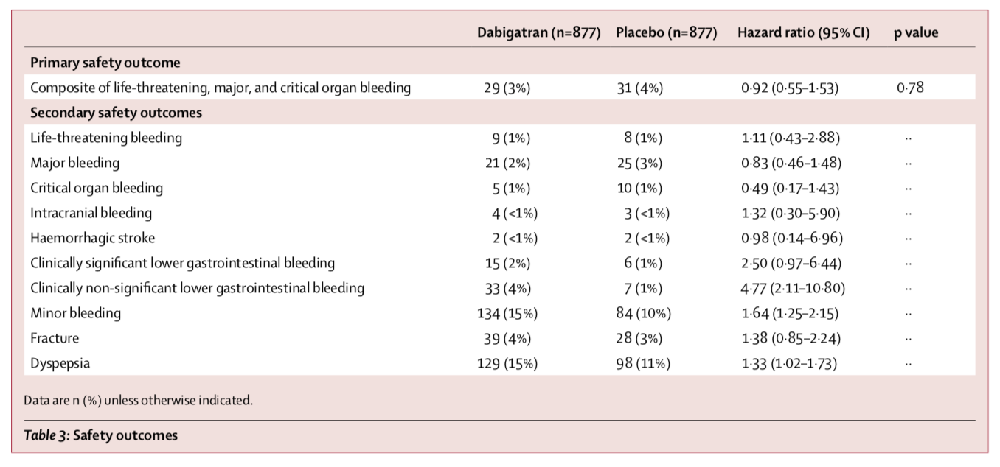 Dabigatran (n=877) Placebo (n=877) Hazard ratio (95% CI) p value
Primary safety outcome
Composite of life-threatening, major, and critical organ bleeding 29 (3%) 31 (4%) 0·92 (0·55–1·53) 0·78
Secondary safety outcomes
Life-threatening bleeding 9 (1%) 8 (1%) 1·11 (0·43–2·88) ··
Major bleeding 21 (2%) 25 (3%) 0·83 (0·46–1·48) ··
Critical organ bleeding 5 (1%) 10 (1%) 0·49 (0·17–1·43) ··
Intracranial bleeding 4 (<1%) 3 (<1%) 1·32 (0·30–5·90) ··
Haemorrhagic stroke 2 (<1%) 2 (<1%) 0·98 (0·14–6·96) ··
Clinically significant lower gastrointestinal bleeding 15 (2%) 6 (1%) 2·50 (0·97–6·44) ··
Clinically non-significant lower gastrointestinal bleeding 33 (4%) 7 (1%) 4·77 (2·11–10·80) ··
Minor bleeding 134 (15%) 84 (10%) 1·64 (1·25–2·15) ··
Fracture 39 (4%) 28 (3%) 1·38 (0·85–2·24) ··
Dyspepsia 129 (15%) 98 (11%) 1·33 (1·02–1·73) ··
Data are n (%) unless otherwise indicated.
Table 3: Safety outcomes